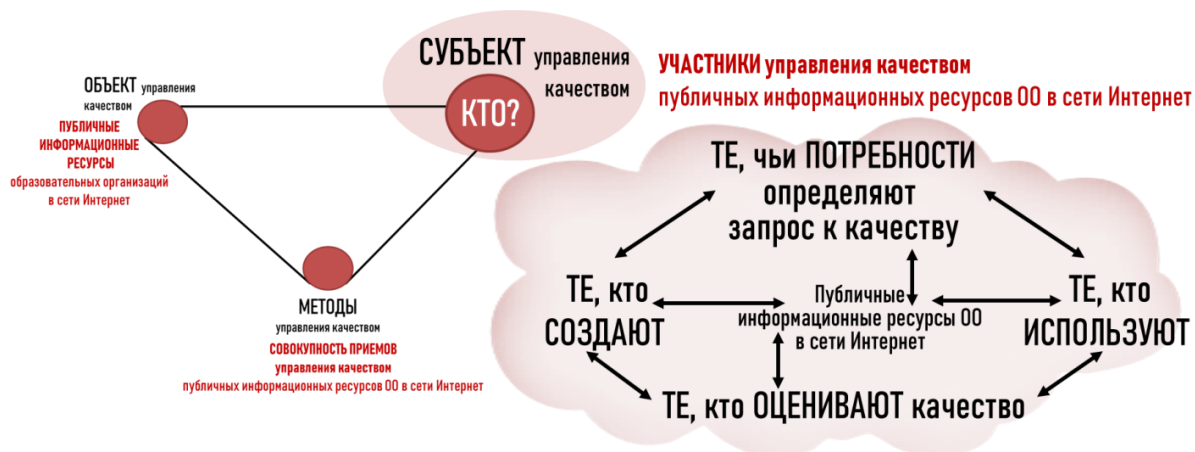 ОБЪЕКТ управления
качеством
ПУБЛИЧНЫЕ
ИНФОРМАЦИОННЫЕ
РЕСУРСЫ
образовательных организаций
в сети Интернет
СУБЪЕКТ управления
качеством
КТО?
МЕТОДЫ
управления качеством
СОВОКУПНОСТЬ ПРИЕМОВ
управления качеством
публичных информационных ресурсов ОО в сети Интернет
УЧАСТНИКИ управления качеством
публичных информационных ресурсов ОО в сети Интернет
ТЕ, чьи ПОТРЕБНОСТИ
определяют
запрос к качеству
ТЕ, кто
СОЗДАЮТ
Публичные
информационные ресурсы ОО
в сети Интернет
ТЕ, кто
ИСПОЛЬЗУЮТ
ТЕ, кто ОЦЕНИВАЮТ качество